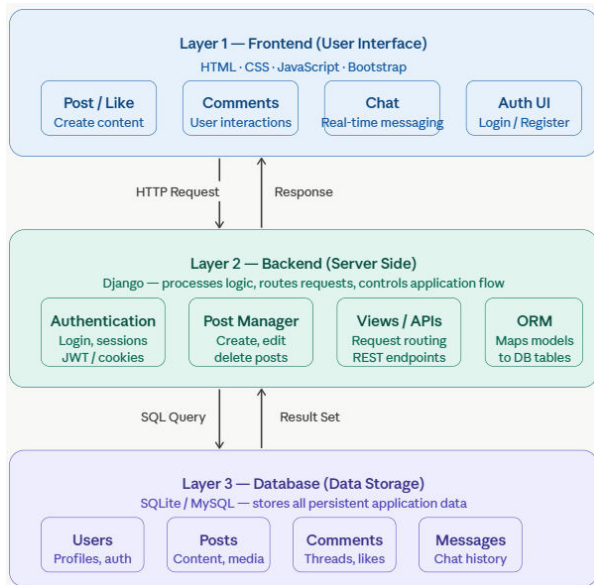 Layer 1 — Frontend (User Interface)
HTML · CSS · JavaScript · Bootstrap
Post / Like
Create content
Comments
User interactions
Chat
Real-time messaging
Auth UI
Login / Register
HTTP Request
Response
Layer 2 — Backend (Server Side)
Django — processes logic, routes requests, controls application flow
Authentication
Login, sessions
JWT / cookies
Post Manager
Create, edit
delete posts
Views / APIs
Request routing
REST endpoints
ORM
Maps models
to DB tables
SQL Query
Result Set
Layer 3 — Database (Data Storage)
SQLite / MySQL — stores all persistent application data
Users
Profiles, auth
Posts
Content, media
Comments
Threads, likes
Messages
Chat history